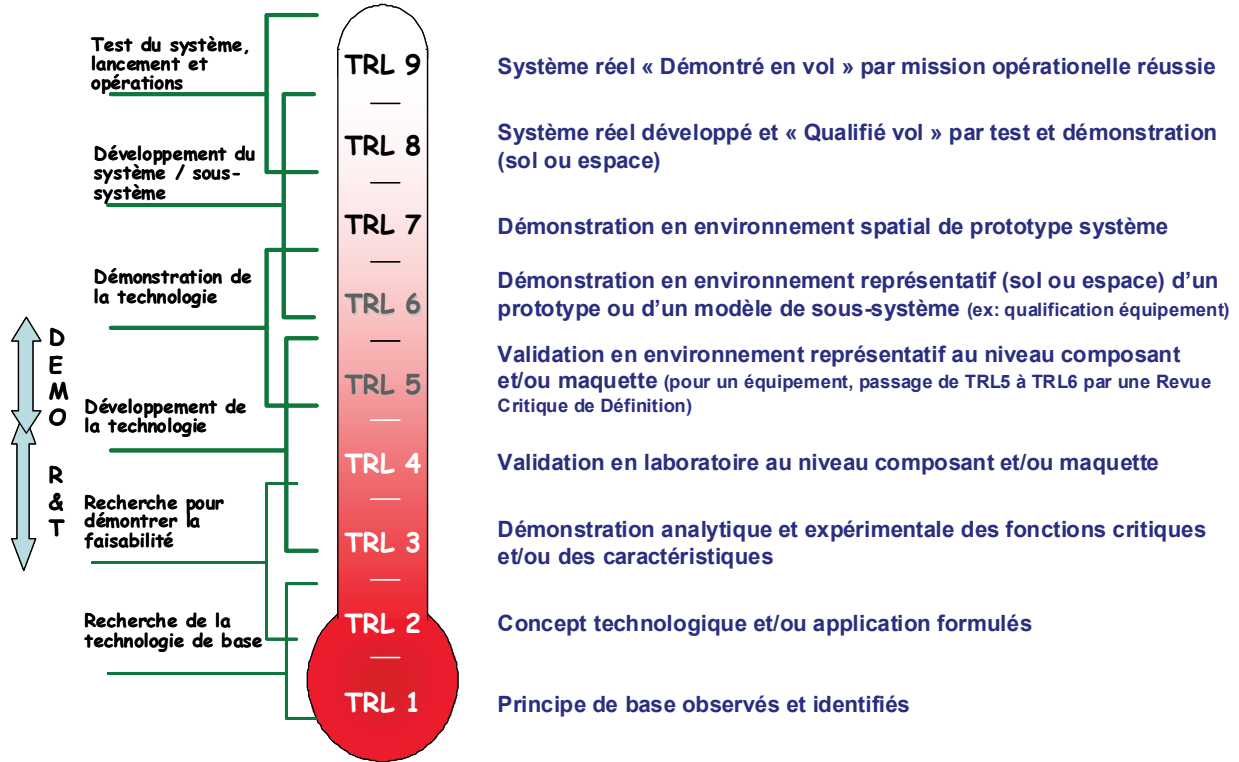 Test du système,
lancement et
opérations
Développement du
système / sous-
système
Démonstration de
la technologie
Développement de
la technologie
Recherche pour
démontrer la
faisabilité
Recherche de la
technologie de base
D
E
M
O
R
&
T
TRL 9
TRL 8
TRL 7
TRL 6
TRL 5
TRL 4
TRL 3
TRL 2
TRL 1
Système réel « Démontré en vol » par mission opérationelle réussie
Système réel développé et « Qualifié vol » par test et démonstration
(sol ou espace)
Démonstration en environnement spatial de prototype système
Démonstration en environnement représentatif (sol ou espace) d’un
prototype ou d’un modèle de sous-système (ex: qualification équipement)
Validation en environnement représentatif au niveau composant
et/ou maquette (pour un équipement, passage de TRL5 à TRL6 par une Revue
Critique de Définition)
Validation en laboratoire au niveau composant et/ou maquette
Démonstration analytique et expérimentale des fonctions critiques
et/ou des caractéristiques
Concept technologique et/ou application formulés
Principe de base observés et identifiés